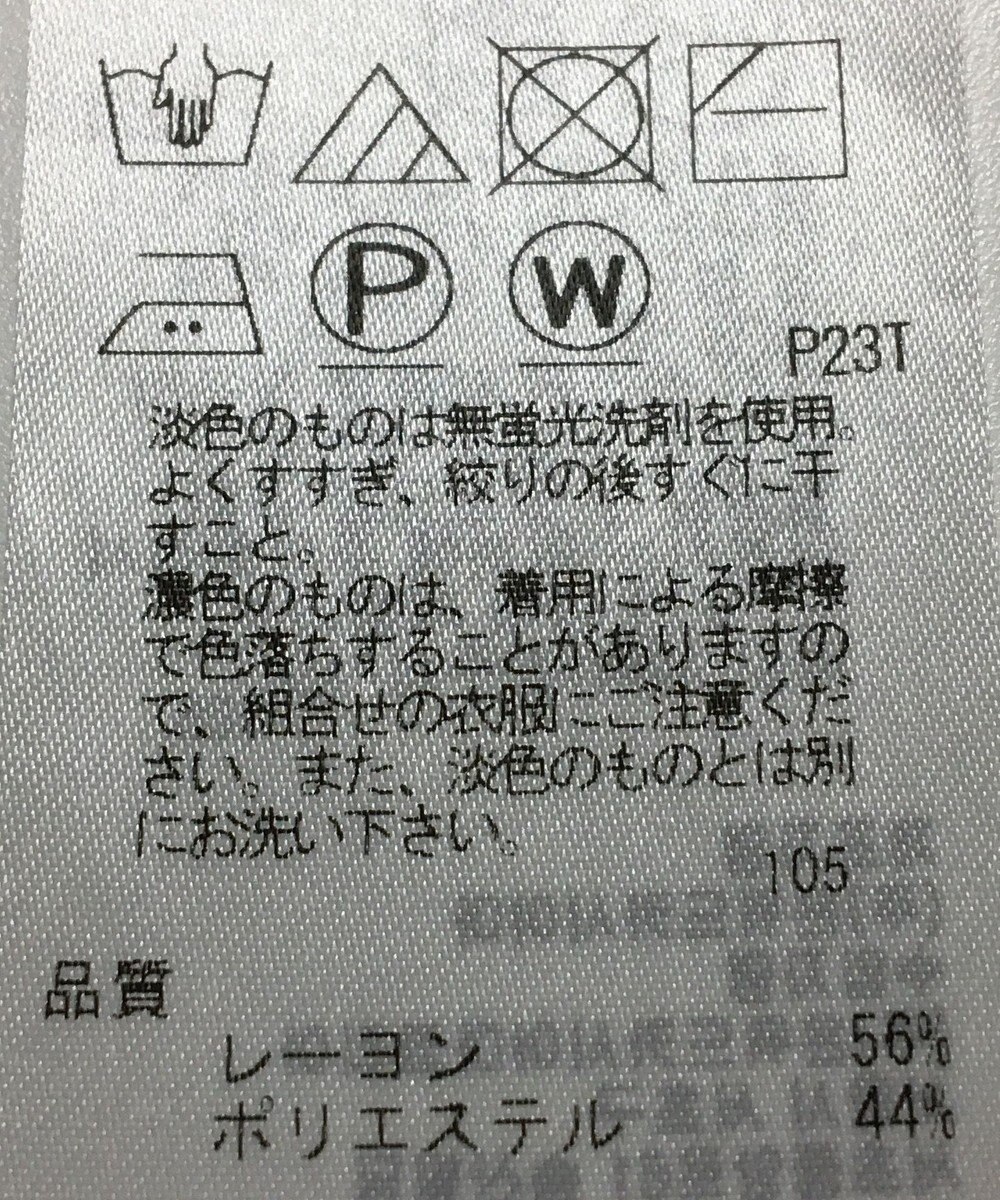 P
W
P23T
淡色のものは無蛍光洗剤を使用。
よくすすぎ、絞りの後すぐに干
すこと。
濃色のものは、着用による摩擦
で色落ちすることがありますの
で、組合せの衣服にご注意くだ
さい。また、淡色のものとは別
にお洗い下さい。
105
品質
レーヨン 56%
ポリエステル 44%